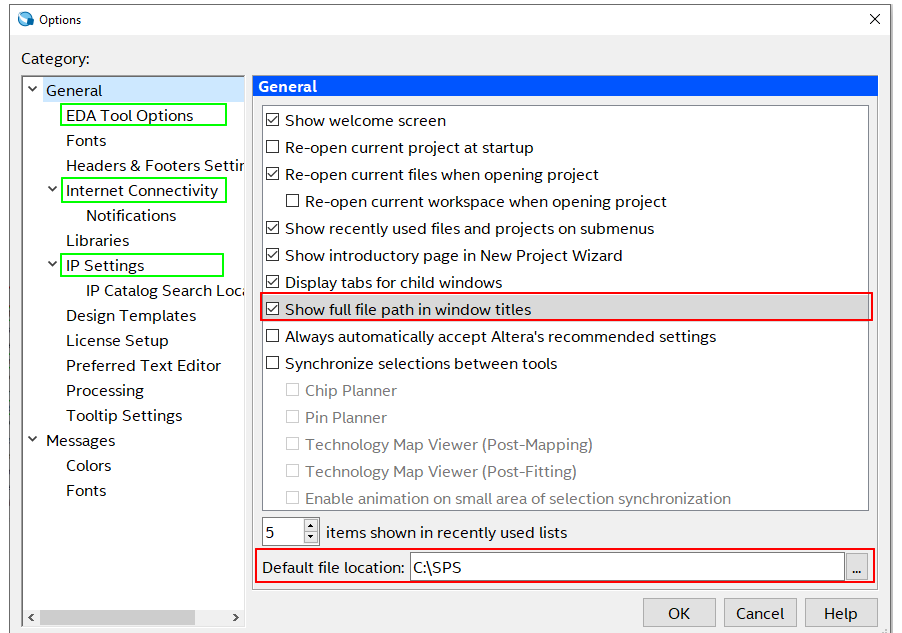 Options
Category:
General
EDA Tool Options
Fonts
Headers & Footers Settin
Internet Connectivity
Notifications
Libraries
IP Settings
IP Catalog Search Loca
Design Templates
License Setup
Preferred Text Editor
Processing
Tooltip Settings
Messages
Colors
Fonts
General
Show welcome screen
Re-open current project at startup
Re-open current files when opening project
Re-open current workspace when opening project
Show recently used files and projects on submenus
Show introductory page in New Project Wizard
Display tabs for child windows
Show full file path in window titles
Always automatically accept Altera's recommended settings
Synchronize selections between tools
Chip Planner
Pin Planner
Technology Map Viewer (Post-Mapping)
Technology Map Viewer (Post-Fitting)
Enable animation on small area of selection synchronization
5 items shown in recently used lists
Default file location: C:\SPS ...
OK Cancel Help